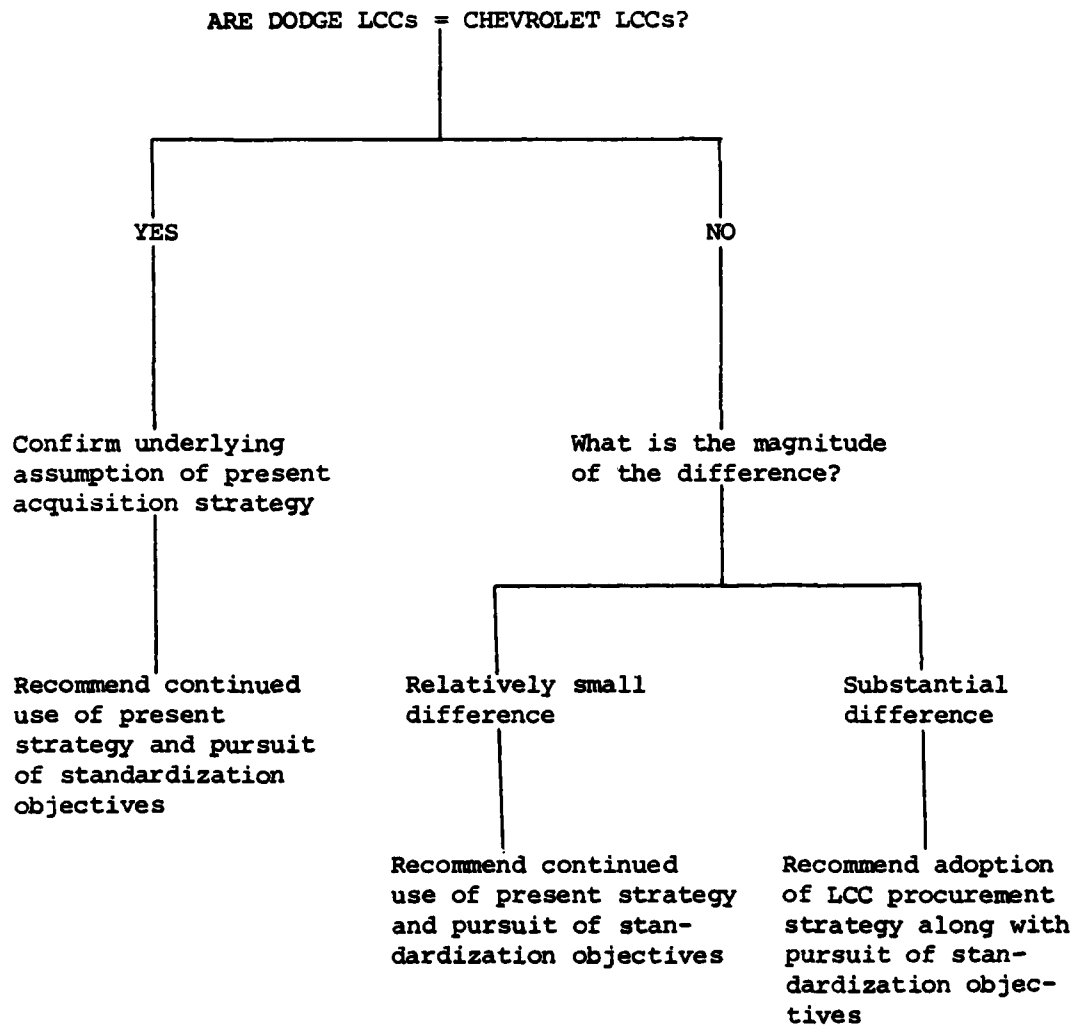 ARE DODGE LCCs = CHEVROLET LCCs?
YES
NO
Confirm underlying
assumption of present
acquisition strategy
What is the magnitude
of the difference?
Recommend continued
use of present
strategy and pursuit
of standardization
objectives
Relatively small
difference
Substantial
difference
Recommend continued
use of present strategy
and pursuit of stan-
dardization objectives
Recommend adoption
of LCC procurement
strategy along with
pursuit of stan-
dardization objec-
tives